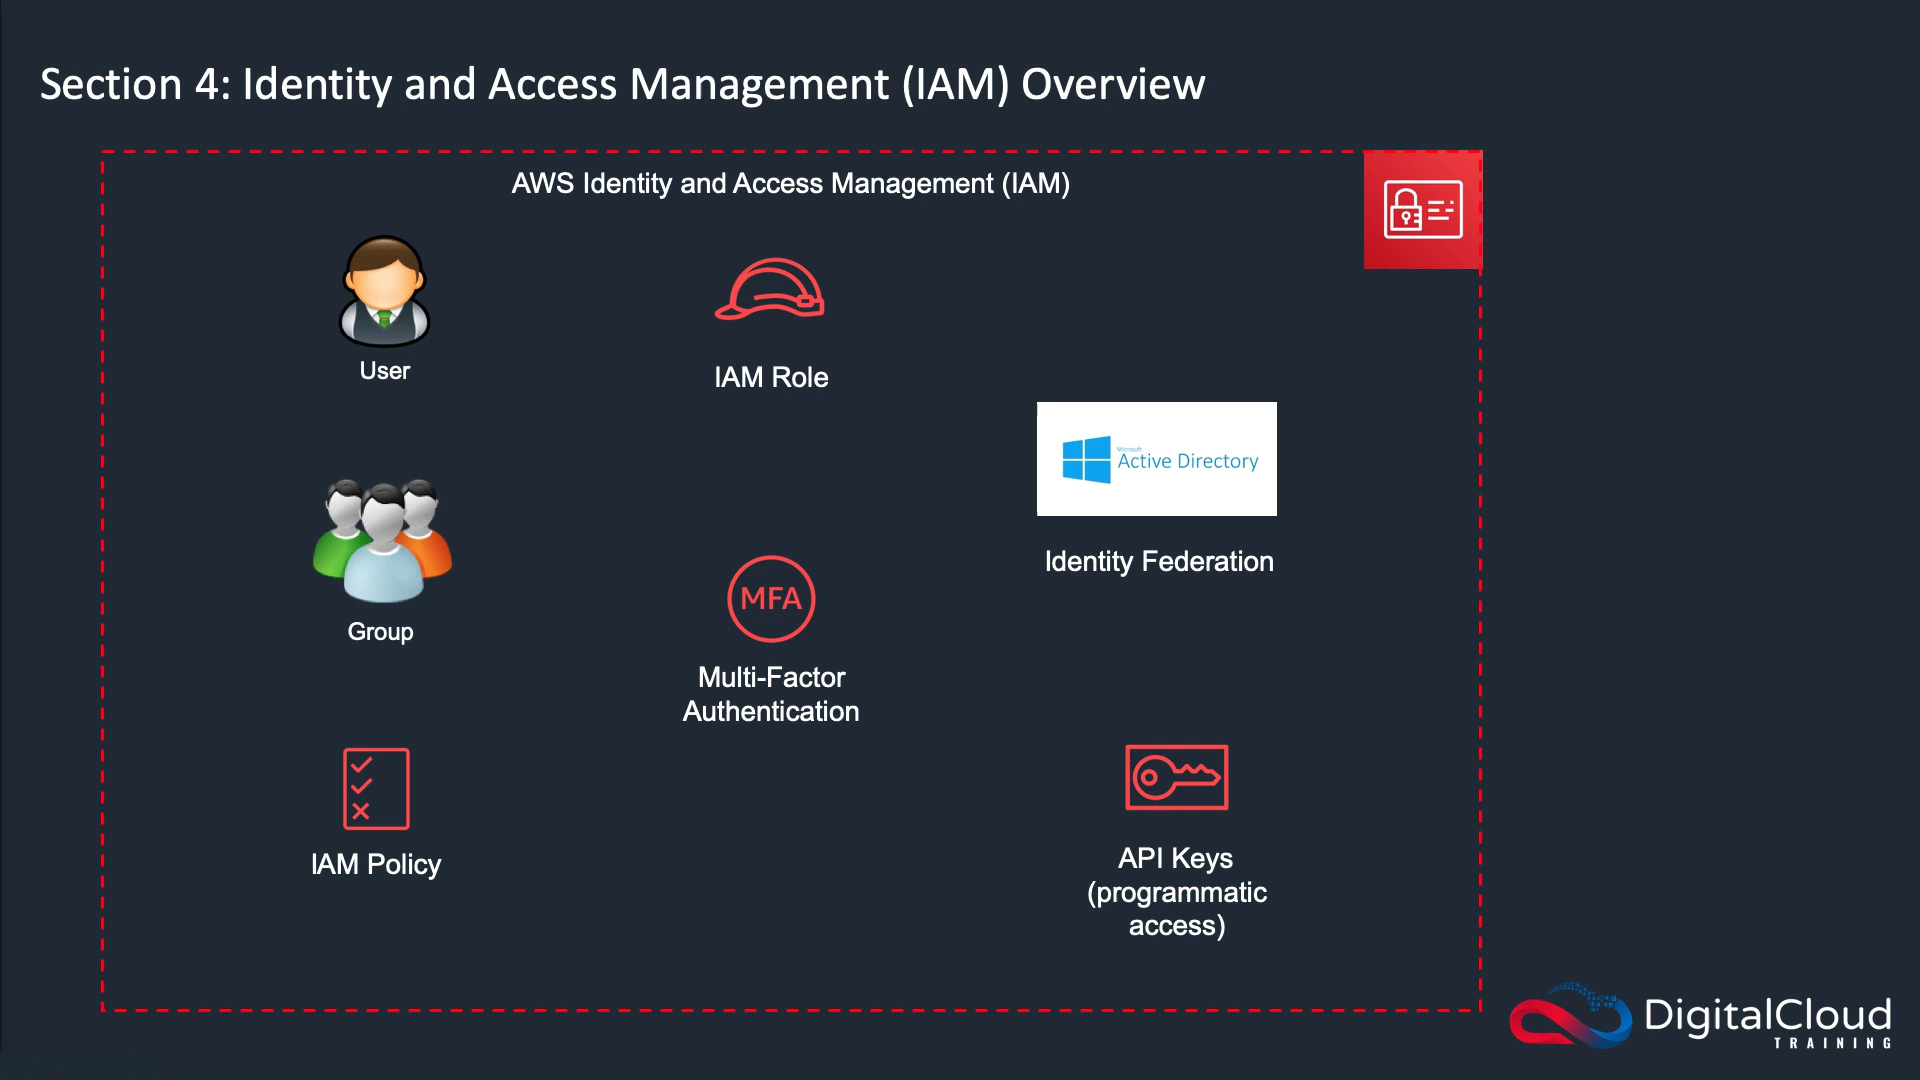 Section 4: Identity and Access Management (IAM) Overview
AWS Identity and Access Management (IAM)
User
IAM Role
Microsoft
Active Directory
Identity Federation
Group
MFA
Multi-Factor
Authentication
IAM Policy
API Keys
(programmatic
access)
DigitalCloud
TRAINING